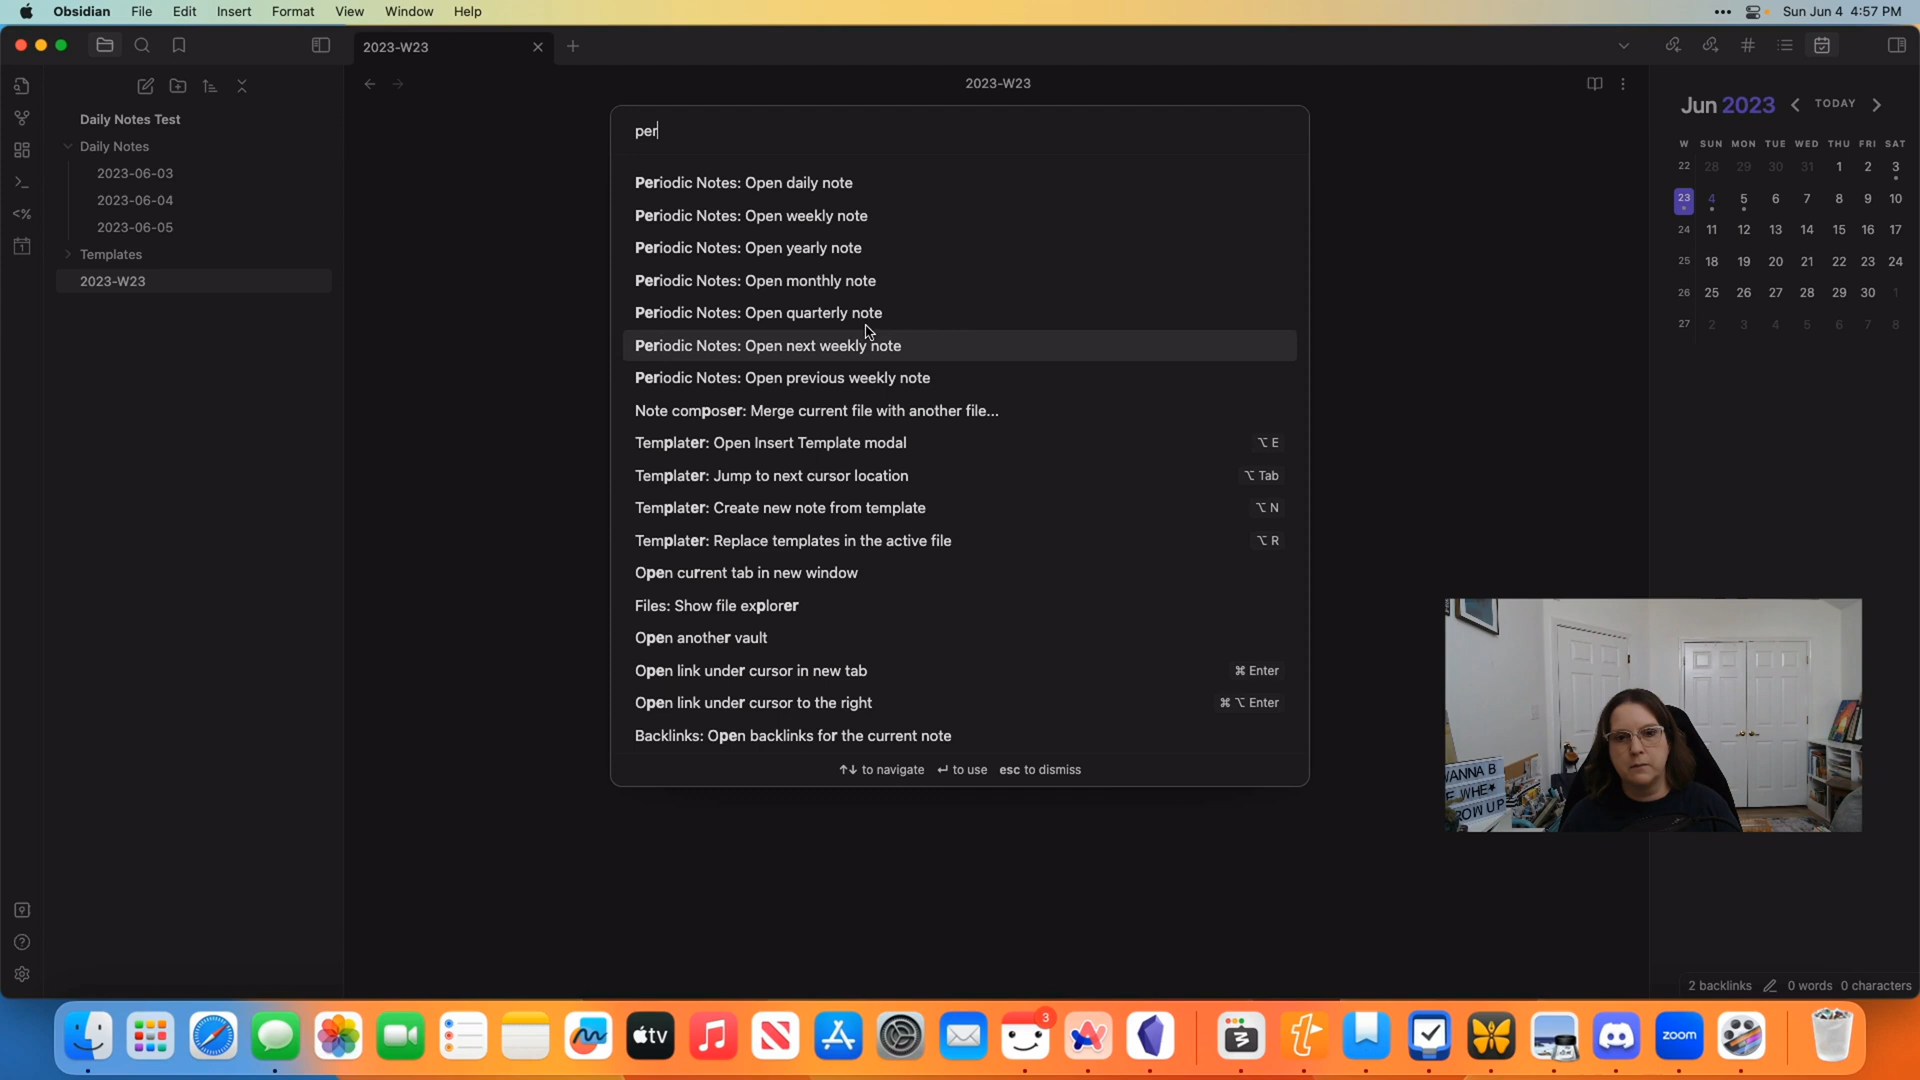 Obsidian File Edit Insert Format View Window Help
Sun Jun 4 4:57 PM
2023-W23
2023-W23
Daily Notes Test
Daily Notes
2023-06-03
2023-06-04
2023-06-05
Templates
2023-W23
per
Periodic Notes: Open daily note
Periodic Notes: Open weekly note
Periodic Notes: Open yearly note
Periodic Notes: Open monthly note
Periodic Notes: Open quarterly note
Periodic Notes: Open next weekly note
Periodic Notes: Open previous weekly note
Note composer: Merge current file with another file...
Templater: Open Insert Template modal ⌥ E
Templater: Jump to next cursor location ⌥ Tab
Templater: Create new note from template ⌥ N
Templater: Replace templates in the active file ⌥ R
Open current tab in new window
Files: Show file explorer
Open another vault
Open link under cursor in new tab ⌘ Enter
Open link under cursor to the right ⌘ ⌥ Enter
Backlinks: Open backlinks for the current note
↑↓ to navigate ↵ to use esc to dismiss
Jun 2023 TODAY
W SUN MON TUE WED THU FRI SAT
22 28 29 30 31 1 2 3
23 4 5 6 7 8 9 10
24 11 12 13 14 15 16 17
25 18 19 20 21 22 23 24
26 25 26 27 28 29 30 1
27 2 3 4 5 6 7 8
WANNA B
E WHE★
ROW UP
2 backlinks 0 words 0 characters
tv
3
zoom